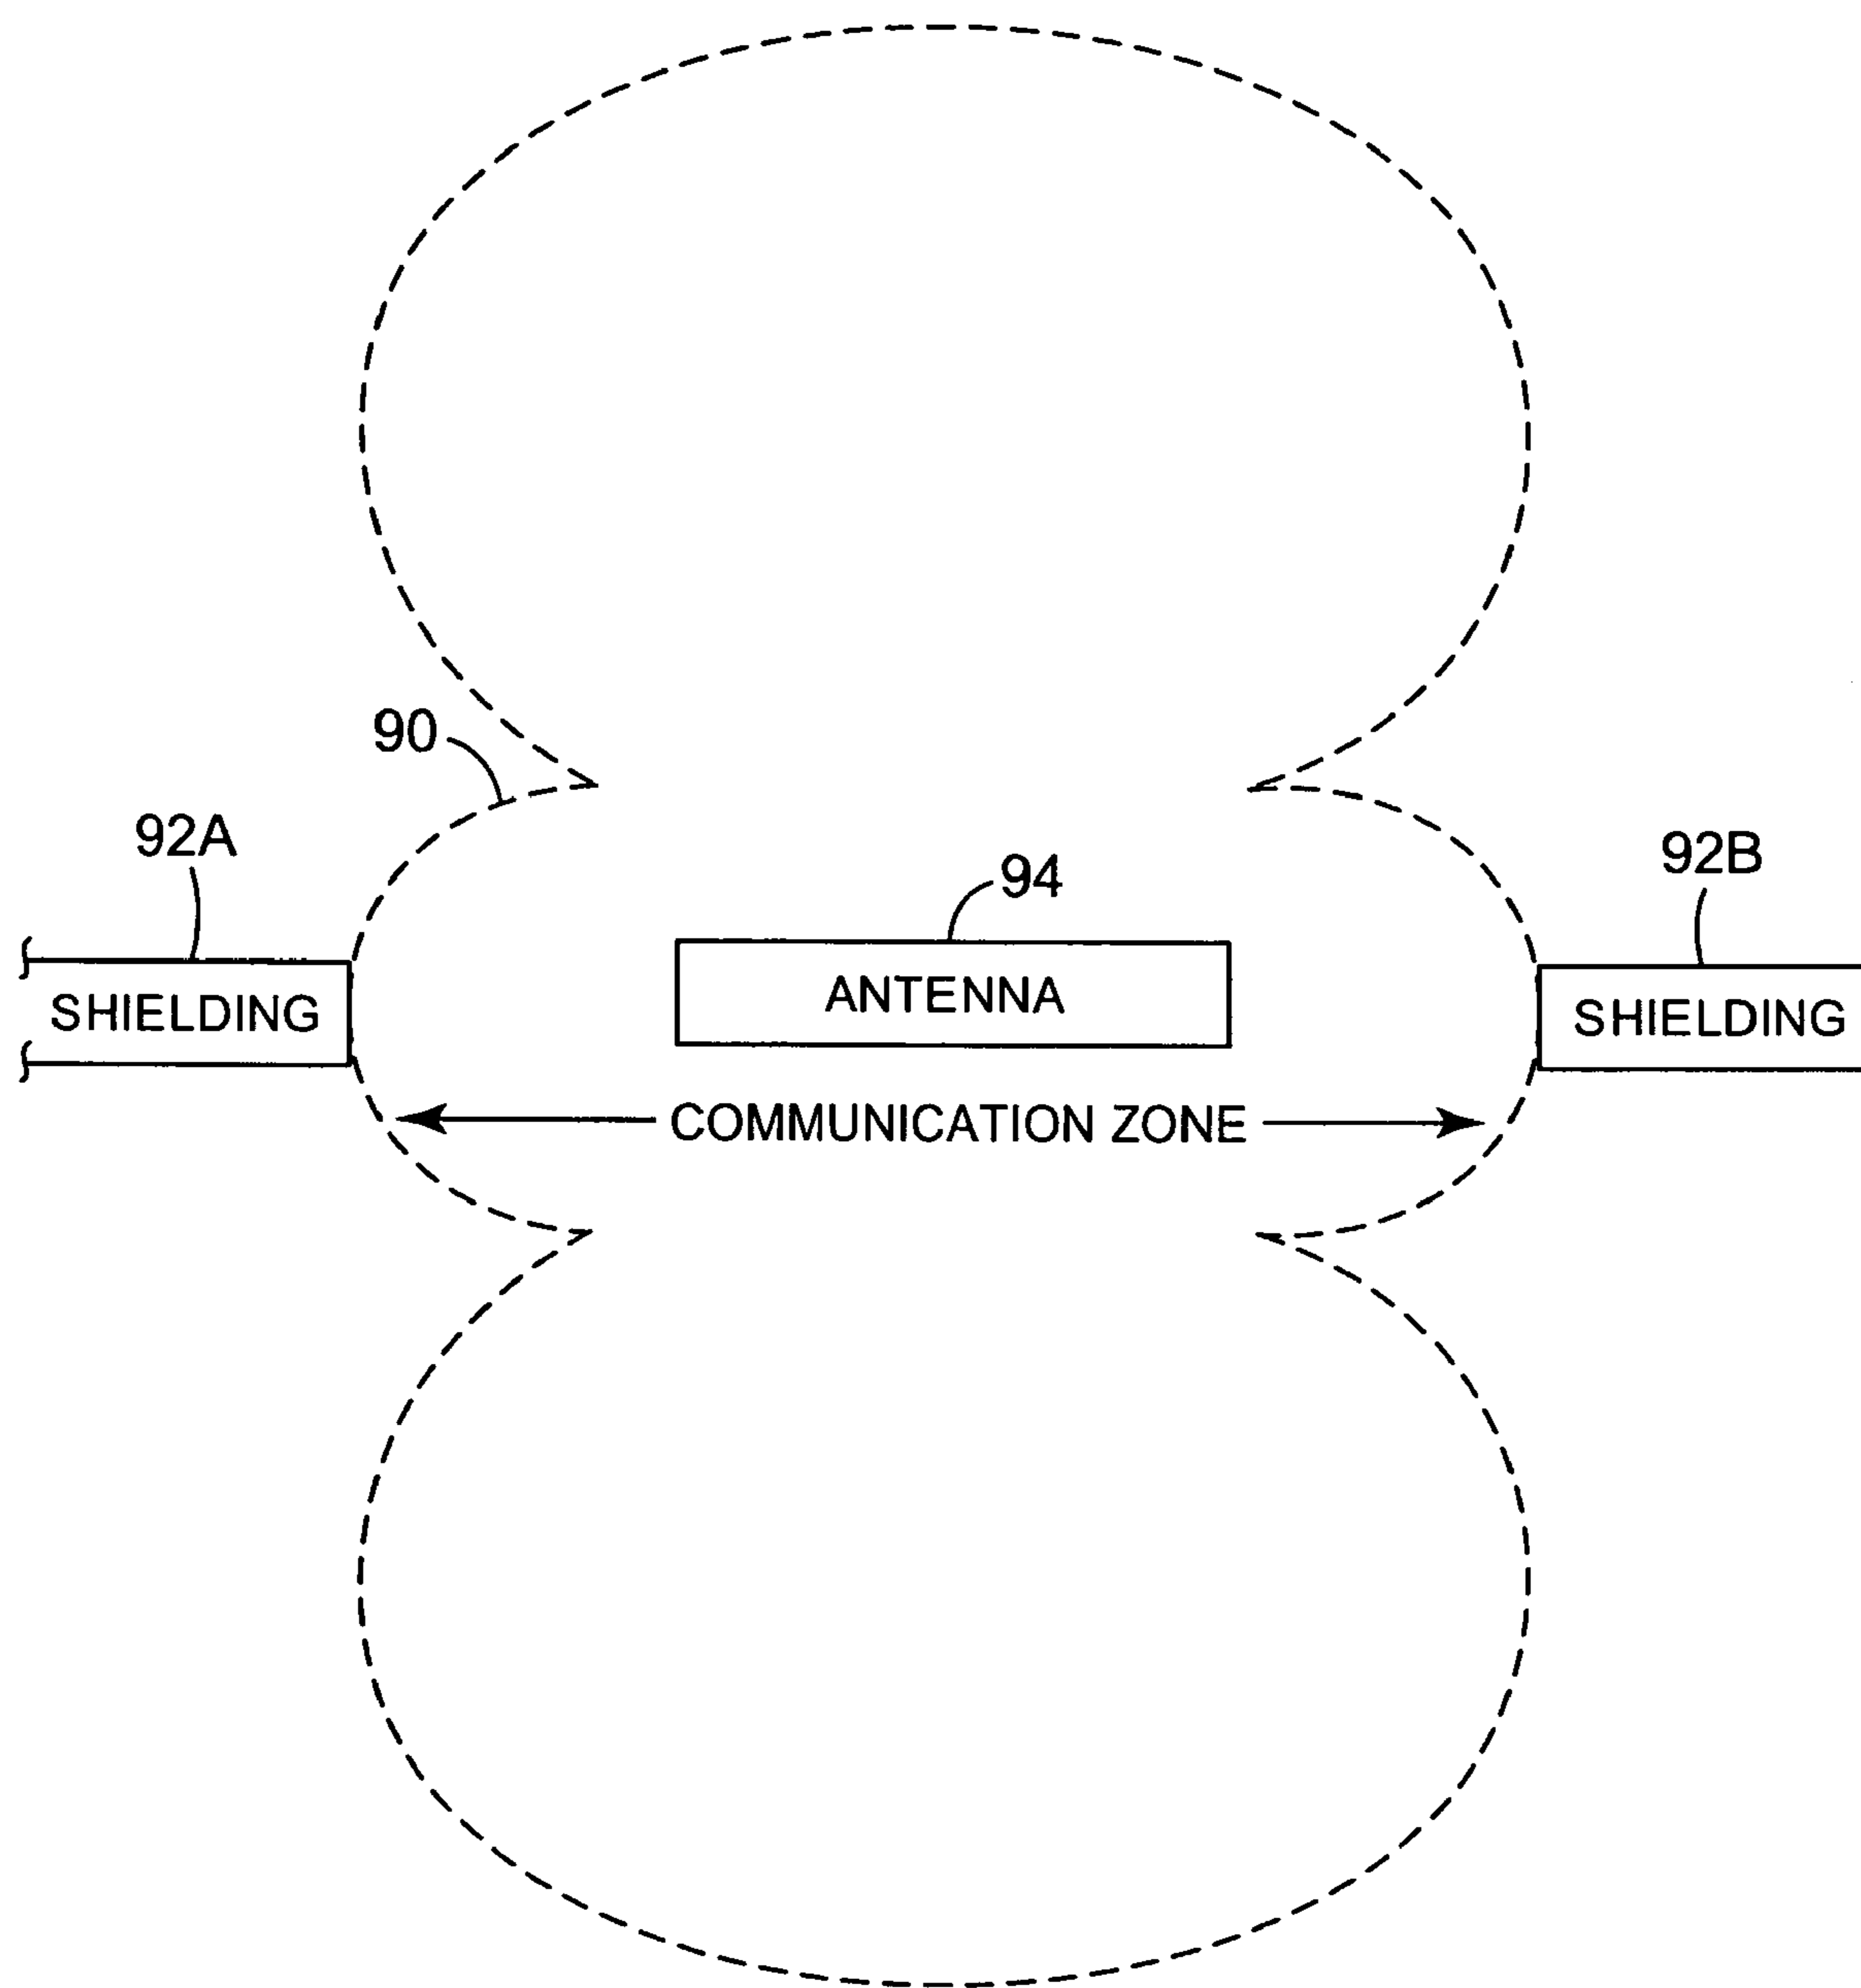 90
92A
92B
94
SHIELDING
ANTENNA
SHIELDING
COMMUNICATION ZONE